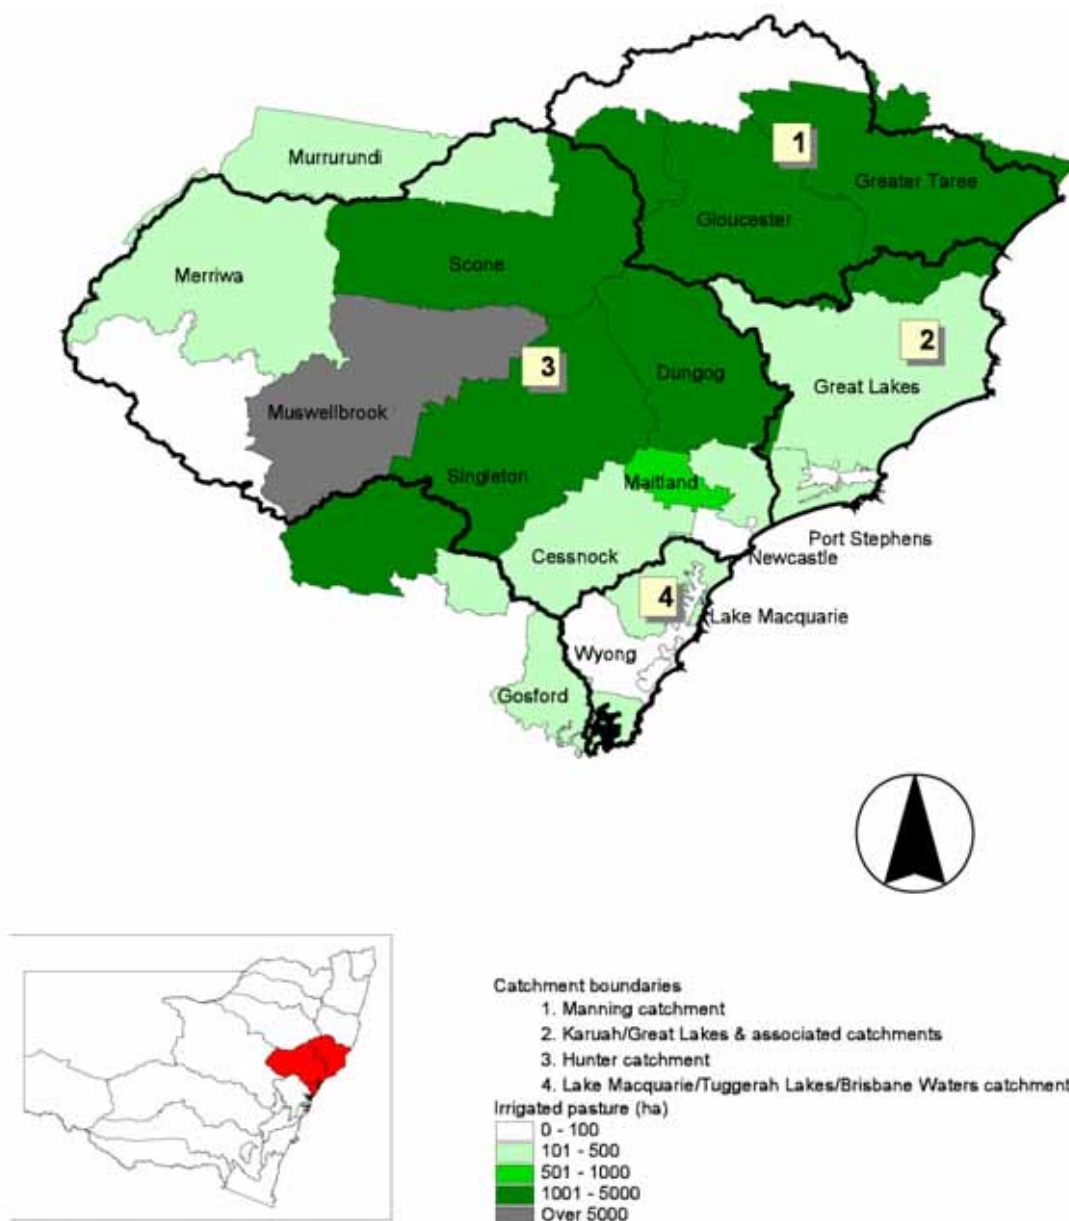 1
Murrurundi
Greater Taree
Gloucester
Scone
Merriwa
2
3
Dungog
Great Lakes
Muswellbrook
Singleton
Maitland
Port Stephens
Cessnock
Newcastle
4
Lake Macquarie
Wyong
Gosford
Catchment boundaries
1. Manning catchment
2. Karuah/Great Lakes & associated catchments
3. Hunter catchment
4. Lake Macquarie/Tuggerah Lakes/Brisbane Waters catchment
Irrigated pasture (ha)
0 - 100
101 - 500
501 - 1000
1001 - 5000
Over 5000